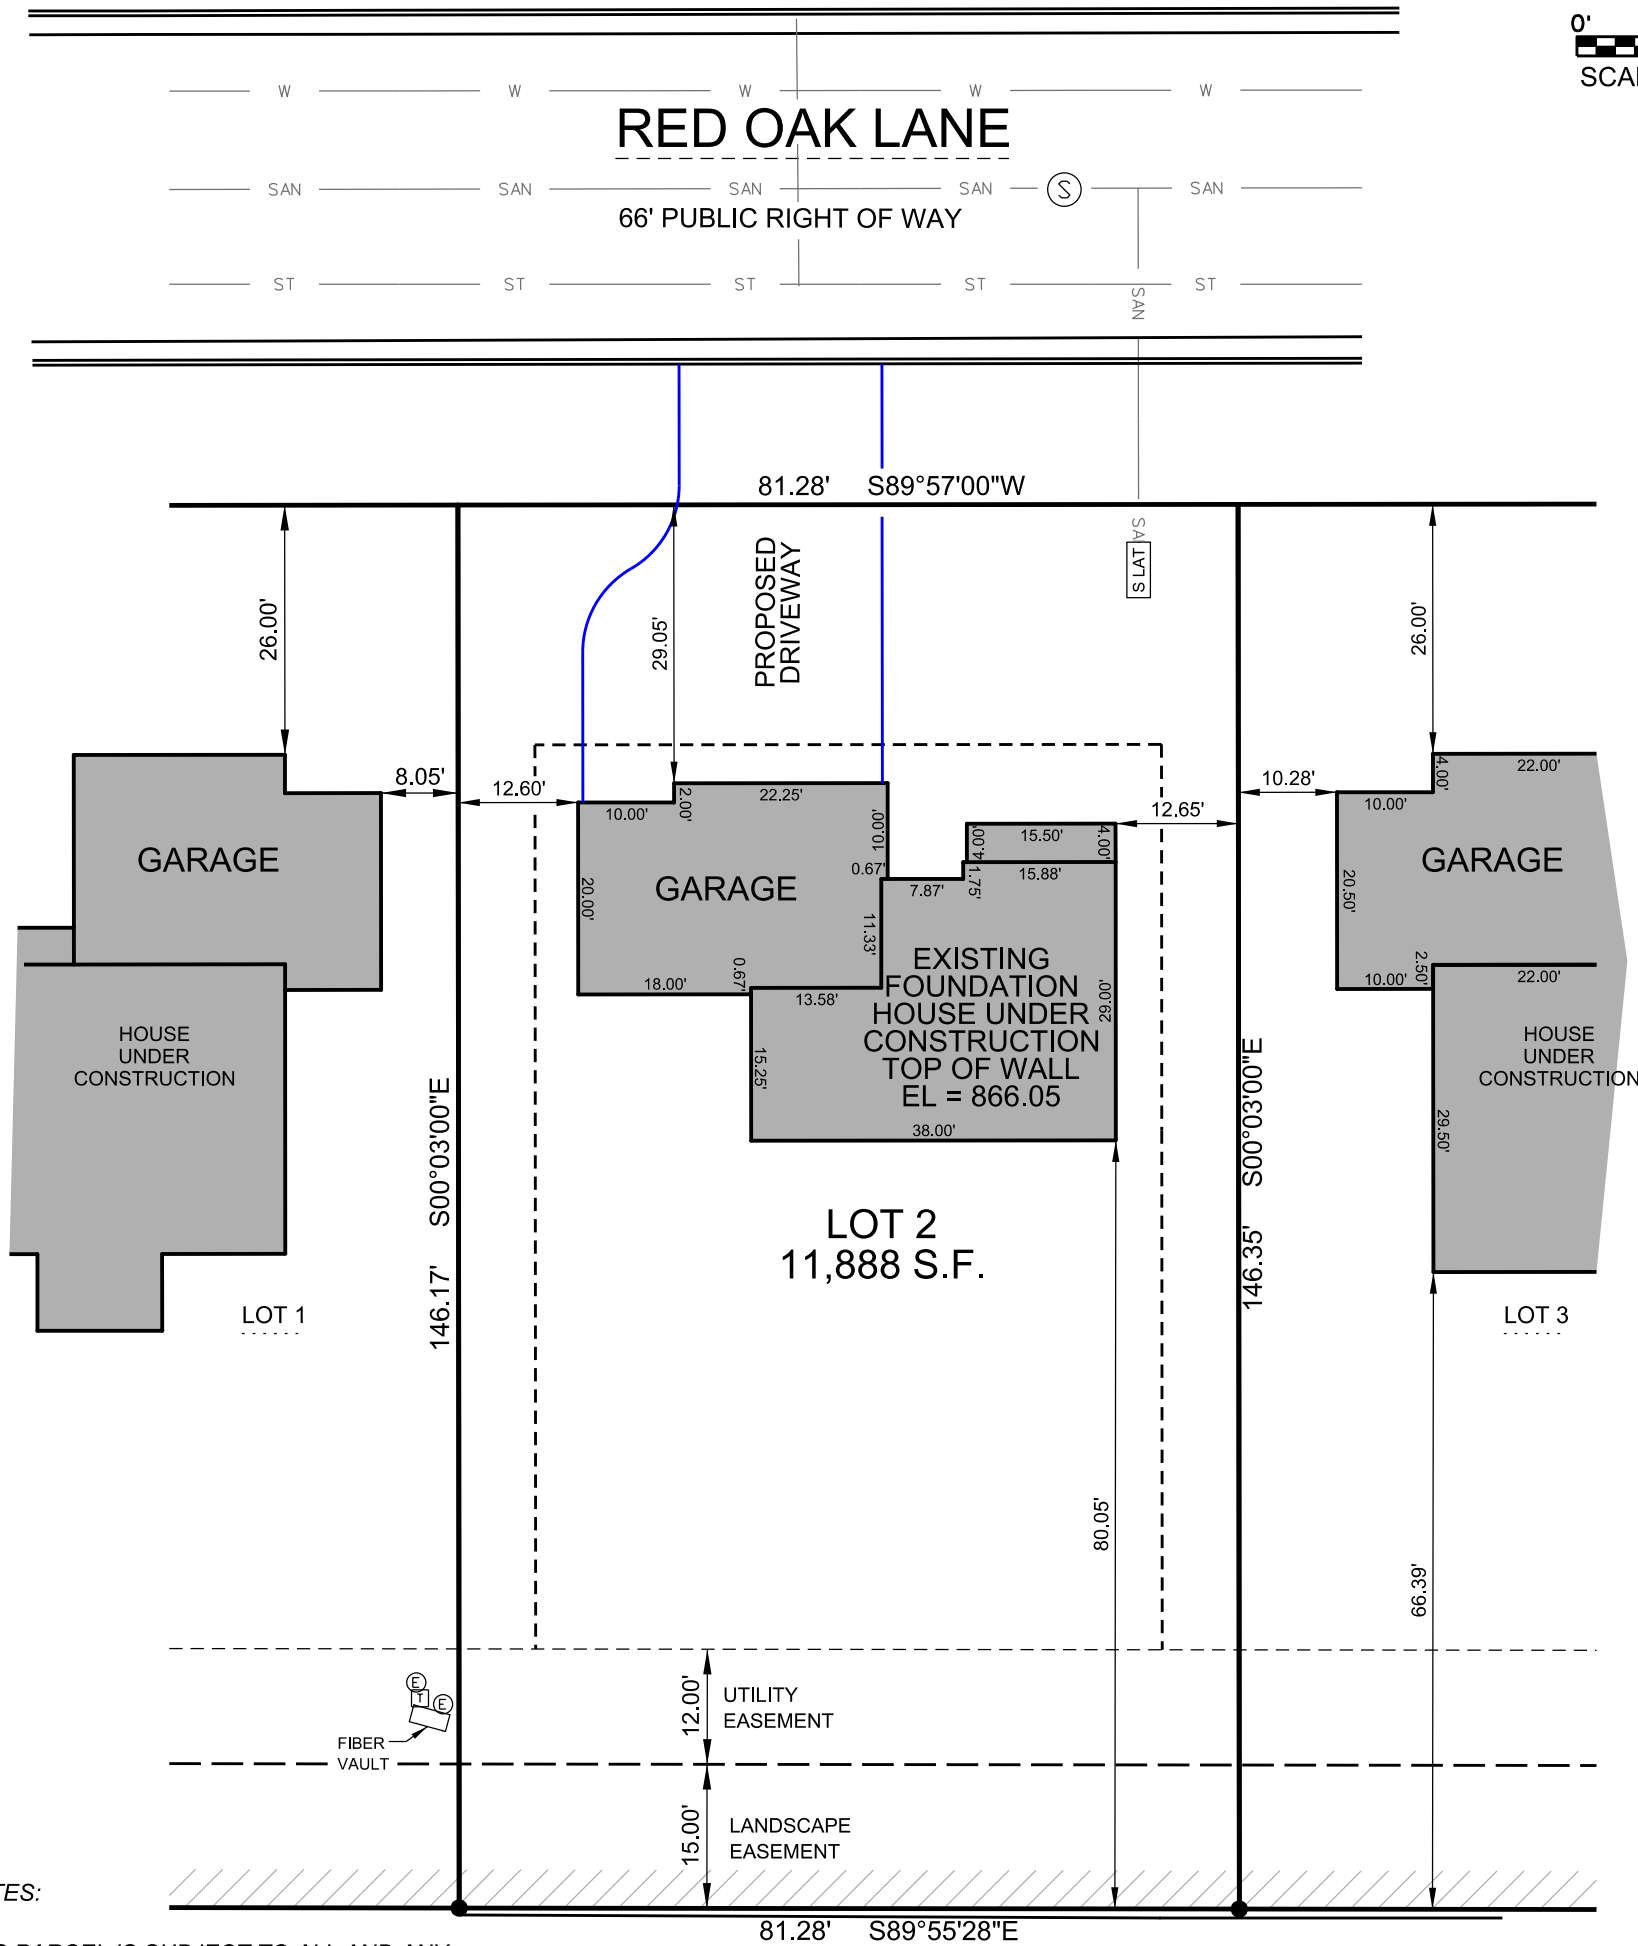 0'
W W W W W
RED OAK LANE
SAN SAN SAN SAN S SAN
66' PUBLIC RIGHT OF WAY
ST ST ST ST ST
SAN
81.28' S89°57'00"W
26.00'
29.05'
PROPOSED
DRIVEWAY
S LAT
26.00'
8.05'
12.60'
10.00'
2.00'
22.25'
10.00'
0.67'
20.00'
GARAGE
GARAGE
7.87'
1.75'
4.00'
15.50'
4.00'
15.88'
12.65'
10.28'
10.00'
4.00'
22.00'
GARAGE
20.50'
2.50'
10.00'
22.00'
11.33'
18.00'
0.67'
13.58'
15.25'
29.00'
38.00'
EXISTING
FOUNDATION
HOUSE UNDER
CONSTRUCTION
TOP OF WALL
EL = 866.05
HOUSE
UNDER
CONSTRUCTION
HOUSE
UNDER
CONSTRUCTION
29.50'
146.17' S00°03'00"E
146.35' S00°03'00"E
LOT 2
11,888 S.F.
LOT 1
LOT 3
80.05'
66.39'
E
T
E
FIBER
VAULT
12.00'
UTILITY
EASEMENT
15.00'
LANDSCAPE
EASEMENT
81.28' S89°55'28"E